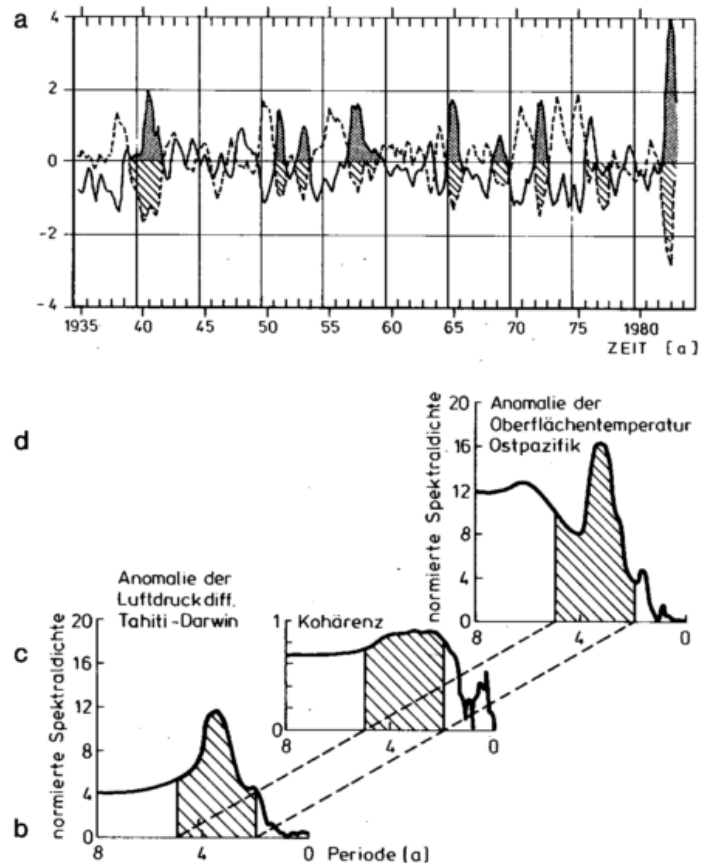 a
4
2
0
-2
-4
1935 40 45 50 55 60 65 70 75 1980
ZEIT [a]
d
normierte Spektraldichte
20
16
12
8
4
0
Anomalie der
Oberflächentemperatur
Ostpazifik
8 4 0
c
1
0
Kohärenz
8 4 0
b
normierte Spektraldichte
20
16
12
8
4
0
Anomalie der
Luftdruckdiff.
Tahiti-Darwin
8 4 0
Periode [a]